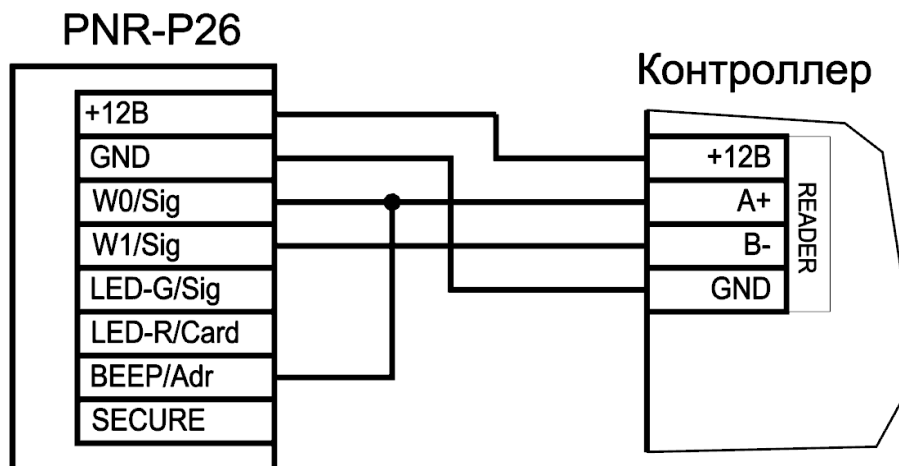 PNR-P26
+12В
GND
W0/Sig
W1/Sig
LED-G/Sig
LED-R/Card
BEEP/Adr
SECURE
Контроллер
+12В
A+
B-
GND
READER